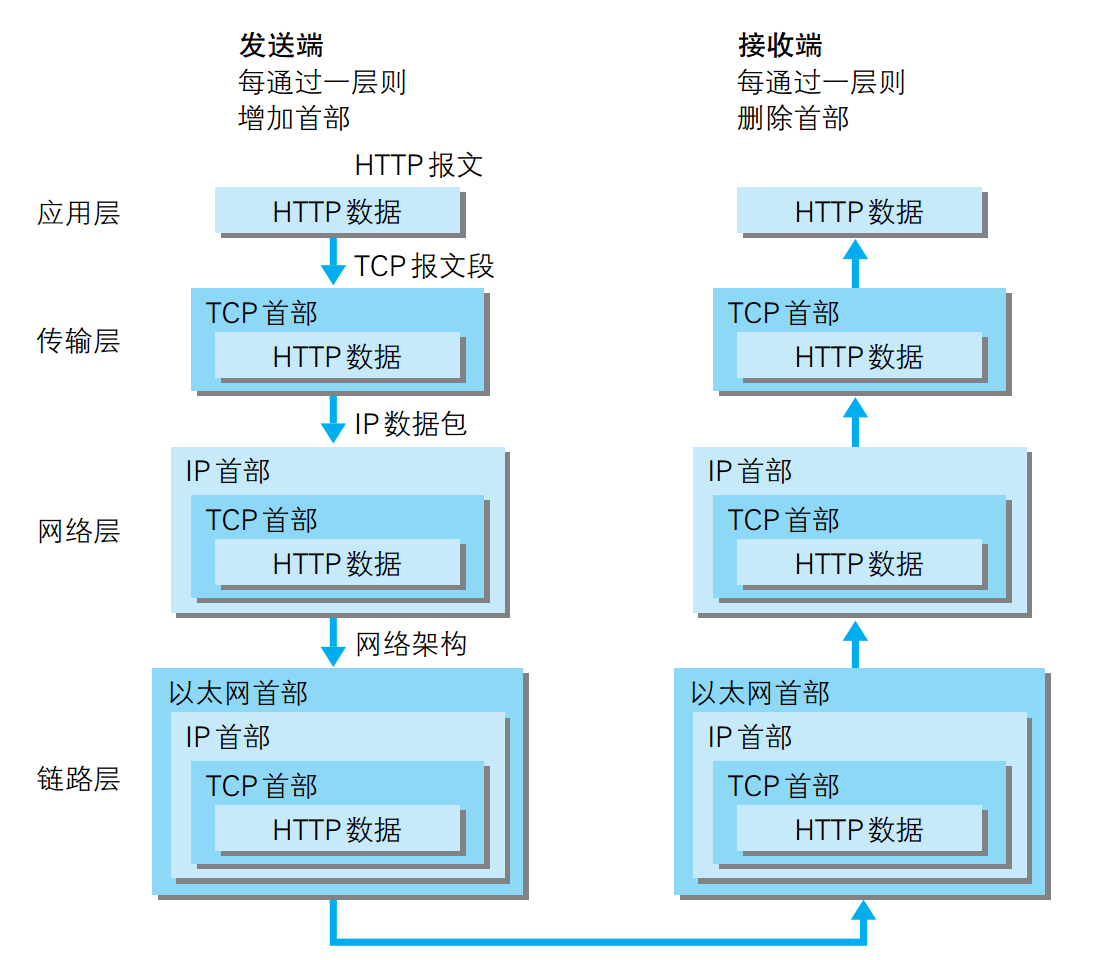 发送端
每通过一层则
增加首部
接收端
每通过一层则
删除首部
HTTP 报文
应用层
HTTP 数据
HTTP 数据
TCP 报文段
传输层
TCP 首部
HTTP 数据
TCP 首部
HTTP 数据
IP 数据包
网络层
IP 首部
TCP 首部
HTTP 数据
IP 首部
TCP 首部
HTTP 数据
网络架构
链路层
以太网首部
IP 首部
TCP 首部
HTTP 数据
以太网首部
IP 首部
TCP 首部
HTTP 数据